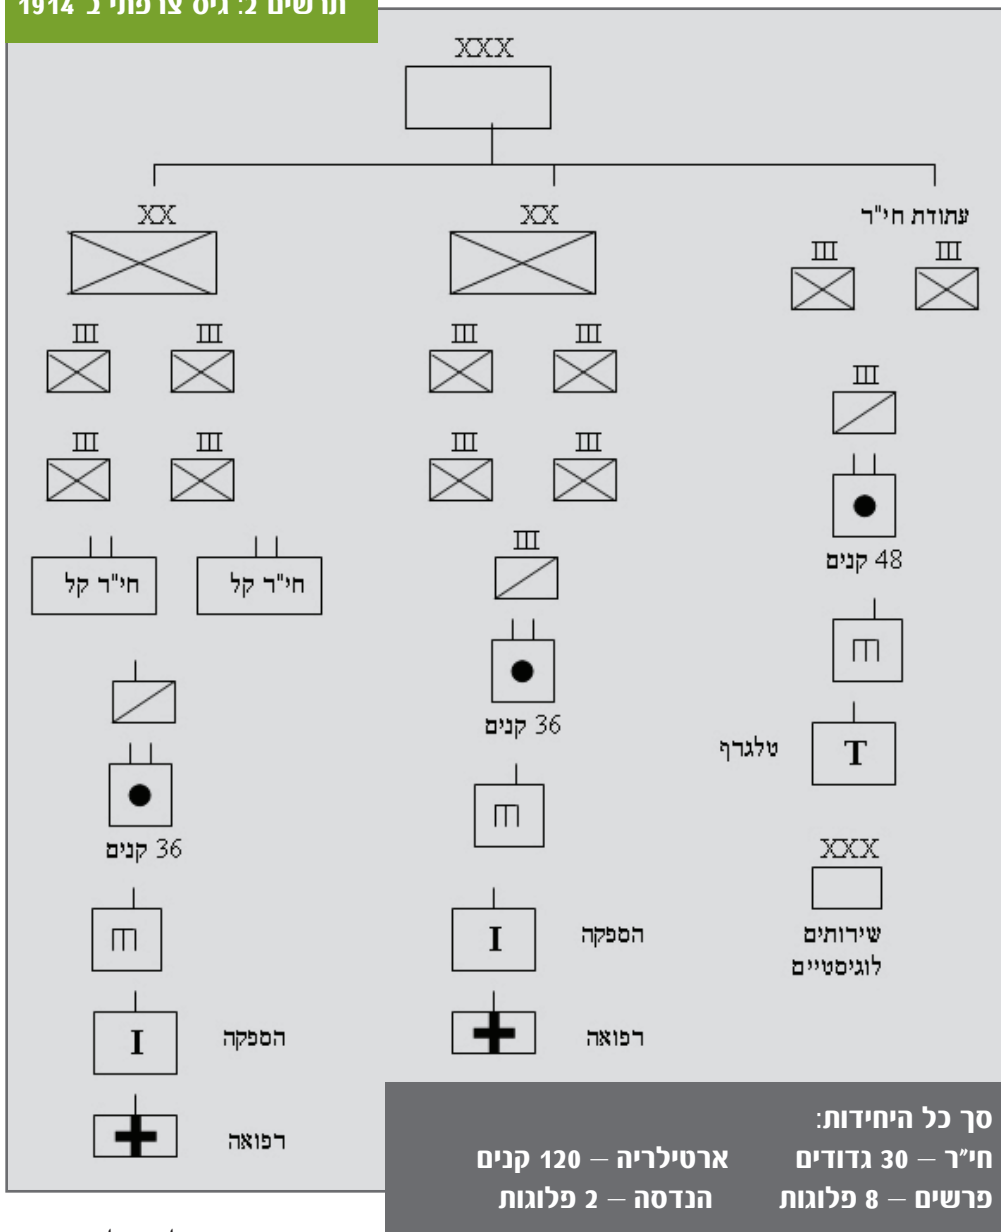 תרשים 2: גיס צרפתי ב־1914
XXX
XX
XX
עתודת חי"ר
III
III
III
III
III
III
III
III
III
III
III
48 קנים
חי"ר קל
חי"ר קל
III
36 קנים
טלגרף
T
36 קנים
XXX
שירותים
לוגיסטיים
I
הספקה
I
הספקה
רפואה
רפואה
סך כל היחידות:
חי״ר – 30 גדודים
ארטילריה – 120 קנים
פרשים – 8 פלוגות
הנדסה – 2 פלוגות